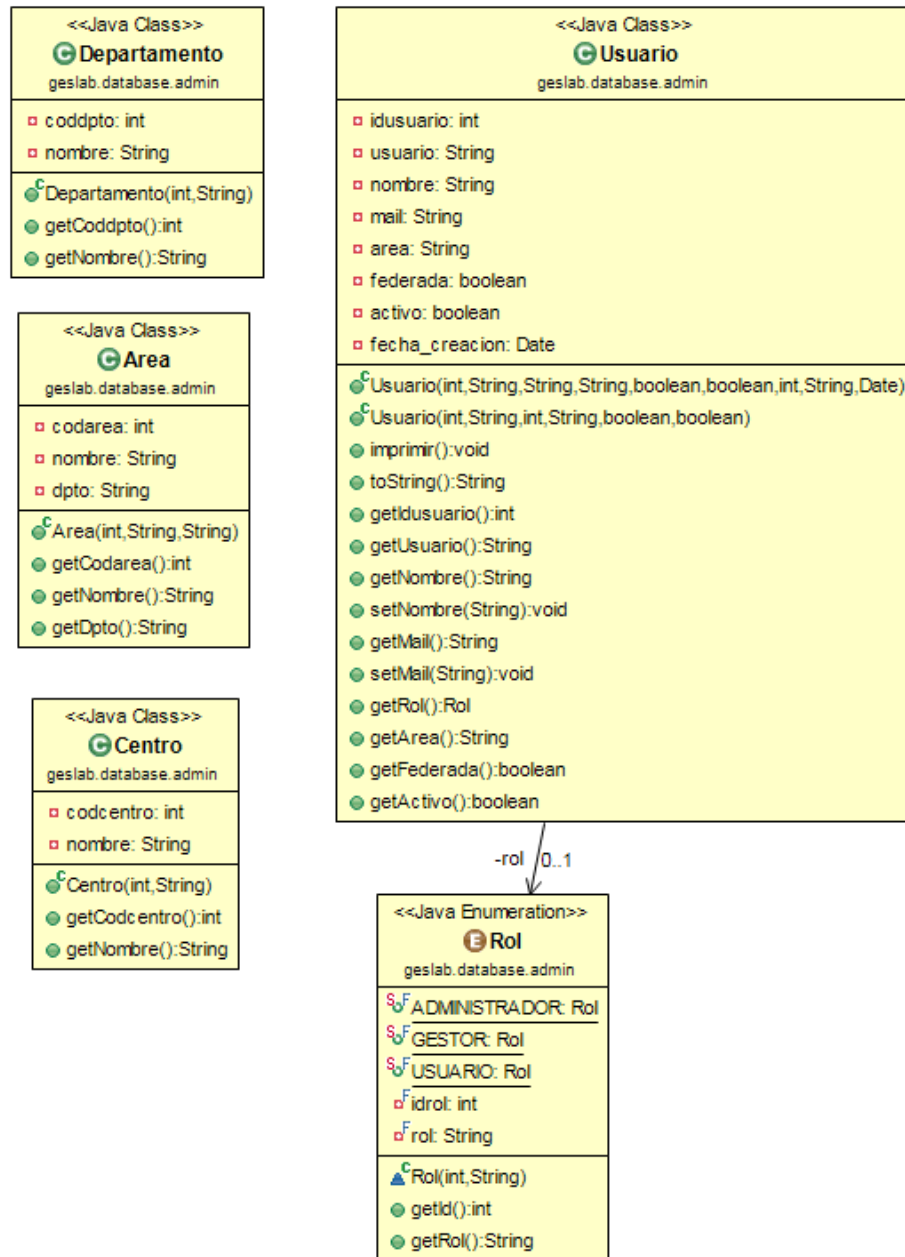 <<Java Class>>
Departamento
geslab.database.admin
coddpto: int
nombre: String
Departamento(int,String)
getCoddpto():int
getNombre():String
<<Java Class>>
Area
geslab.database.admin
codarea: int
nombre: String
dpto: String
Area(int,String,String)
getCodarea():int
getNombre():String
getDpto():String
<<Java Class>>
Centro
geslab.database.admin
codcentro: int
nombre: String
Centro(int,String)
getCodcentro():int
getNombre():String
<<Java Class>>
Usuario
geslab.database.admin
idusuario: int
usuario: String
nombre: String
mail: String
area: String
federada: boolean
activo: boolean
fecha_creacion: Date
Usuario(int,String,String,String,boolean,boolean,int,String,Date)
Usuario(int,String,int,String,boolean,boolean)
imprimir():void
toString():String
getIdusuario():int
getUsuario():String
getNombre():String
setNombre(String):void
getMail():String
setMail(String):void
getRol():Rol
getArea():String
getFederada():boolean
getActivo():boolean
-rol 0..1
<<Java Enumeration>>
Rol
geslab.database.admin
ADMINISTRADOR: Rol
GESTOR: Rol
USUARIO: Rol
idrol: int
rol: String
Rol(int,String)
getId():int
getRol():String